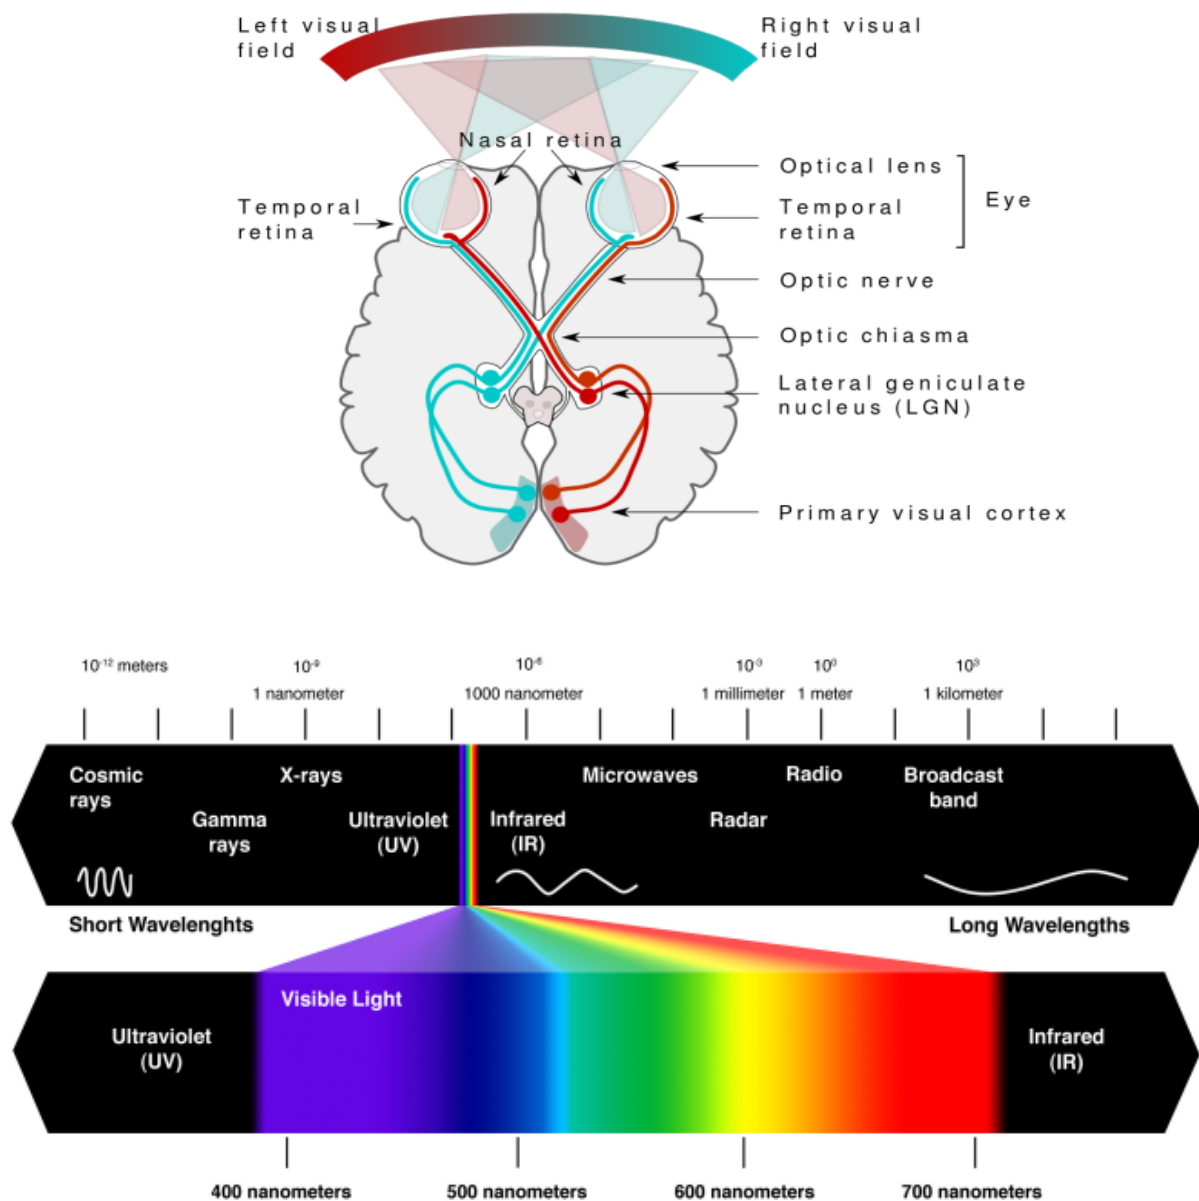 Left visual
field
Right visual
field
Nasal retina
Optical lens
Eye
Temporal
retina
Temporal
retina
Optic nerve
Optic chiasma
Lateral geniculate
nucleus (LGN)
Primary visual cortex
10⁻¹² meters
10⁻⁹
10⁻⁶
10⁻³
10⁰
10³
1 nanometer
1000 nanometer
1 millimeter
1 meter
1 kilometer
Cosmic
rays
X-rays
Microwaves
Radio
Broadcast
band
Gamma
rays
Ultraviolet
(UV)
Infrared
(IR)
Radar
Short Wavelenghts
Long Wavelengths
Visible Light
Ultraviolet
(UV)
Infrared
(IR)
400 nanometers
500 nanometers
600 nanometers
700 nanometers